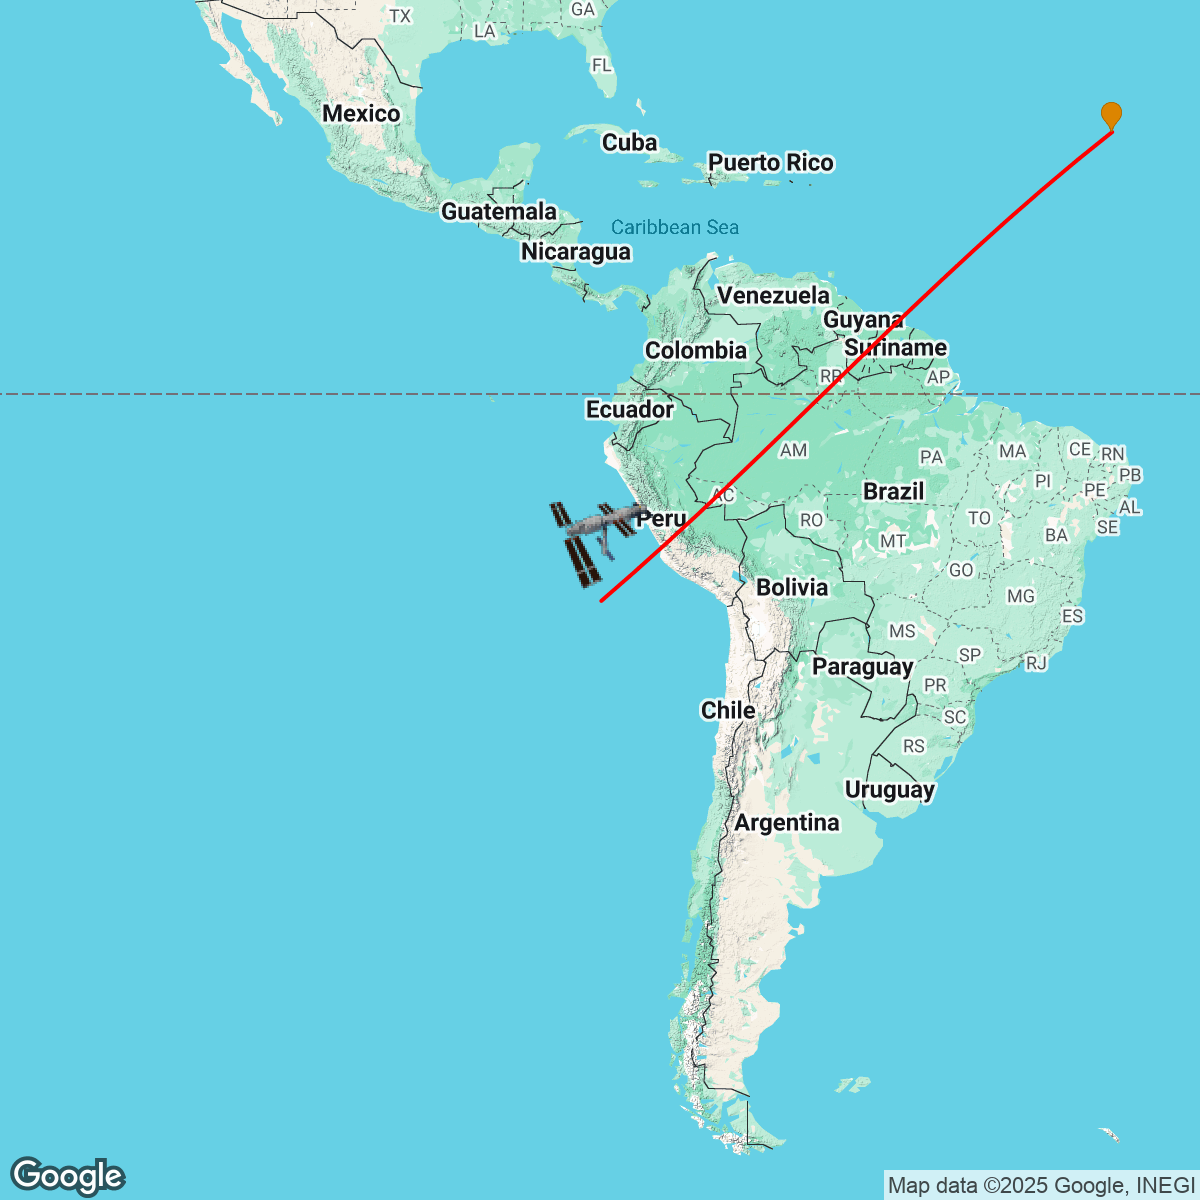 TX
LA
GA
FL
Mexico
Cuba
Puerto Rico
Guatemala
Caribbean Sea
Nicaragua
Venezuela
Guyana
Suriname
Colombia
RR
AP
Ecuador
AM
PA
MA
CE
RN
PI
PB
PE
AC
Brazil
AL
Peru
RO
TO
SE
MT
BA
GO
Bolivia
MG
ES
MS
SP
RJ
Paraguay
PR
Chile
SC
RS
Uruguay
Argentina
Google
Map data ©2025 Google, INEGI